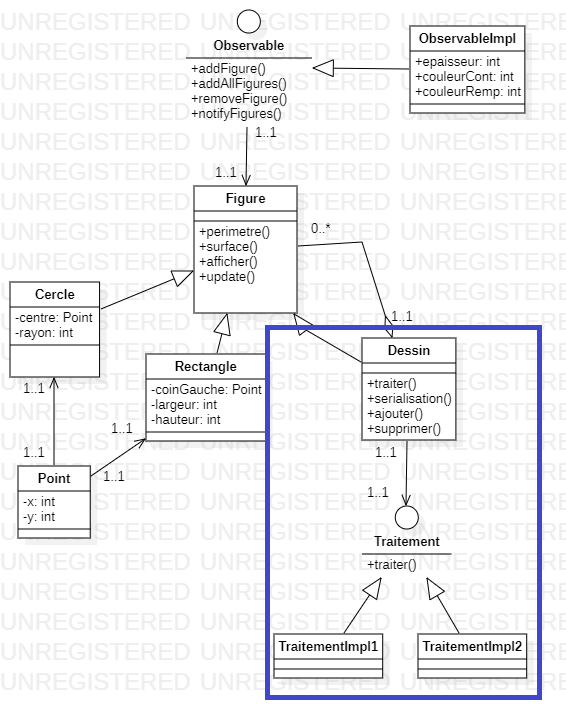 Observable
+addFigure()
+addAllFigures()
+removeFigure()
+notifyFigures()
ObservableImpl
+epaisseur: int
+couleurCont: int
+couleurRemp: int
1..1
1..1
Figure
+perimetre()
+surface()
+afficher()
+update()
0..*
1..1
Cercle
-centre: Point
-rayon: int
1..1
1..1
Rectangle
-coinGauche: Point
-largeur: int
-hauteur: int
1..1
1..1
Point
-x: int
-y: int
Dessin
+traiter()
+serialisation()
+ajouter()
+supprimer()
1..1
1..1
Traitement
+traiter()
TraitementImpl1
TraitementImpl2
UNREGISTERED